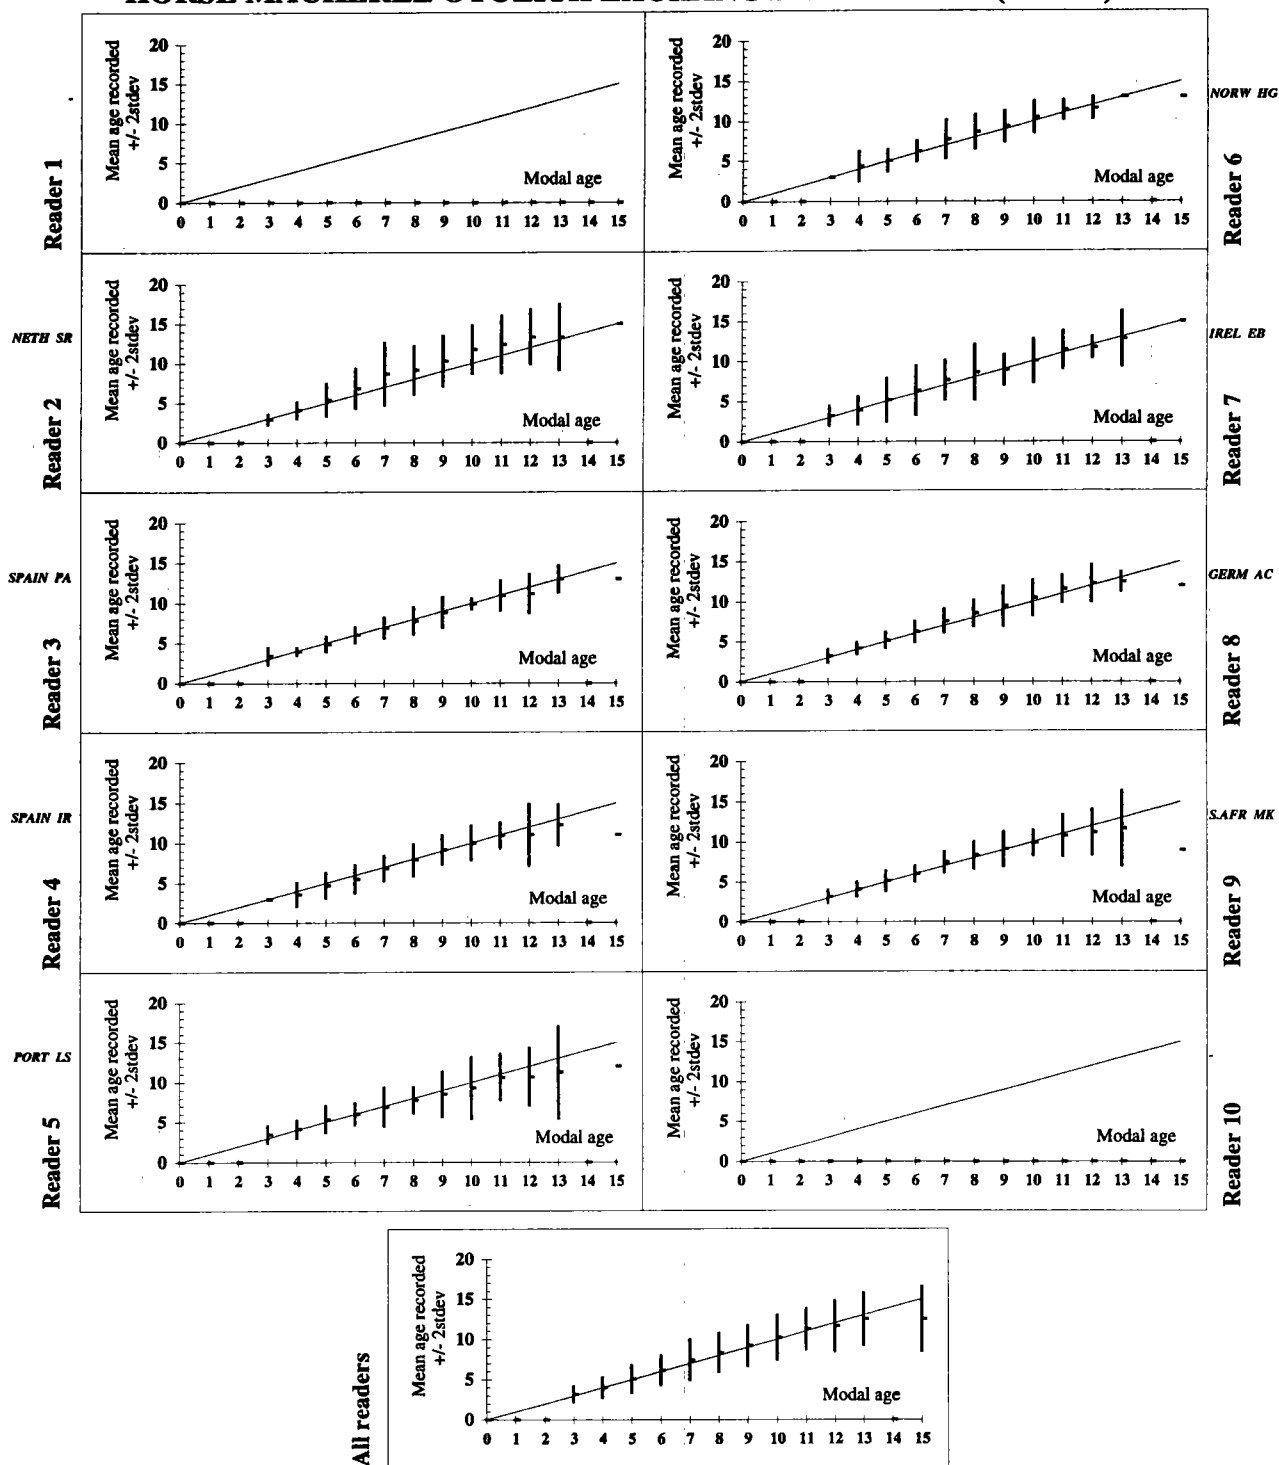 Reader 1
Mean age recorded
+/- 2stdev
20
15
10
5
0
Modal age
0 1 2 3 4 5 6 7 8 9 10 11 12 13 14 15
Mean age recorded
+/- 2stdev
20
15
10
5
0
Modal age
0 1 2 3 4 5 6 7 8 9 10 11 12 13 14 15
NORW HG
Reader 6
NETH SR
Reader 2
Mean age recorded
+/- 2stdev
20
15
10
5
0
Modal age
0 1 2 3 4 5 6 7 8 9 10 11 12 13 14 15
Mean age recorded
+/- 2stdev
20
15
10
5
0
Modal age
0 1 2 3 4 5 6 7 8 9 10 11 12 13 14 15
IREL EB
Reader 7
SPAIN PA
Reader 3
Mean age recorded
+/- 2stdev
20
15
10
5
0
Modal age
0 1 2 3 4 5 6 7 8 9 10 11 12 13 14 15
Mean age recorded
+/- 2stdev
20
15
10
5
0
Modal age
0 1 2 3 4 5 6 7 8 9 10 11 12 13 14 15
GERM AC
Reader 8
SPAIN IR
Reader 4
Mean age recorded
+/- 2stdev
20
15
10
5
0
Modal age
0 1 2 3 4 5 6 7 8 9 10 11 12 13 14 15
Mean age recorded
+/- 2stdev
20
15
10
5
0
Modal age
0 1 2 3 4 5 6 7 8 9 10 11 12 13 14 15
S.AFR MK
Reader 9
PORT LS
Reader 5
Mean age recorded
+/- 2stdev
20
15
10
5
0
Modal age
0 1 2 3 4 5 6 7 8 9 10 11 12 13 14 15
Mean age recorded
+/- 2stdev
20
15
10
5
0
Modal age
0 1 2 3 4 5 6 7 8 9 10 11 12 13 14 15
Reader 10
All readers
Mean age recorded
+/- 2stdev
20
15
10
5
0
Modal age
0 1 2 3 4 5 6 7 8 9 10 11 12 13 14 15